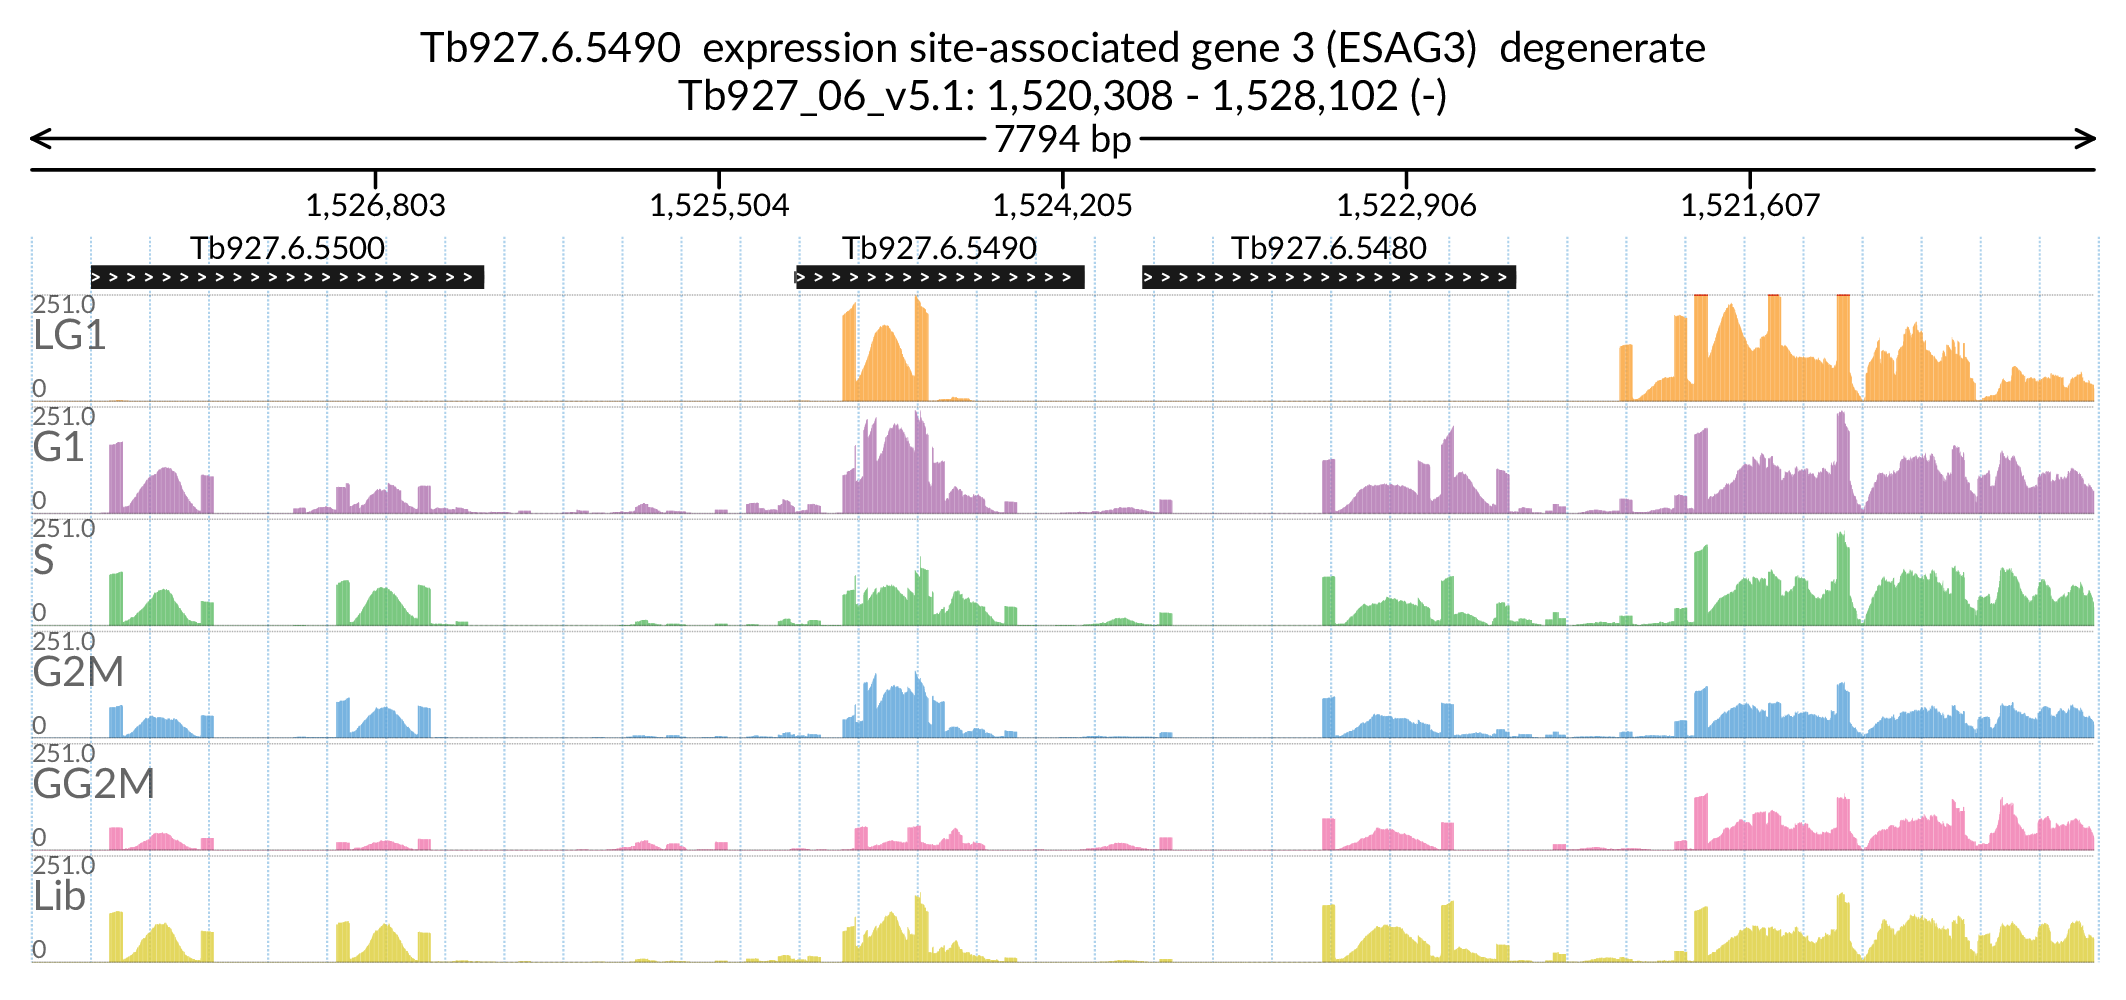 Tb927.6.5490  expression site-associated gene 3 (ESAG3)  degenerate
Tb927_06_v5.1: 1,520,308 - 1,528,102 (-)
7794 bp
1,526,803 1,525,504 1,524,205 1,522,906 1,521,607
Tb927.6.5500 Tb927.6.5490 Tb927.6.5480
251.0
LG1
0
251.0
G1
0
251.0
S
0
251.0
G2M
0
251.0
GG2M
0
251.0
Lib
0